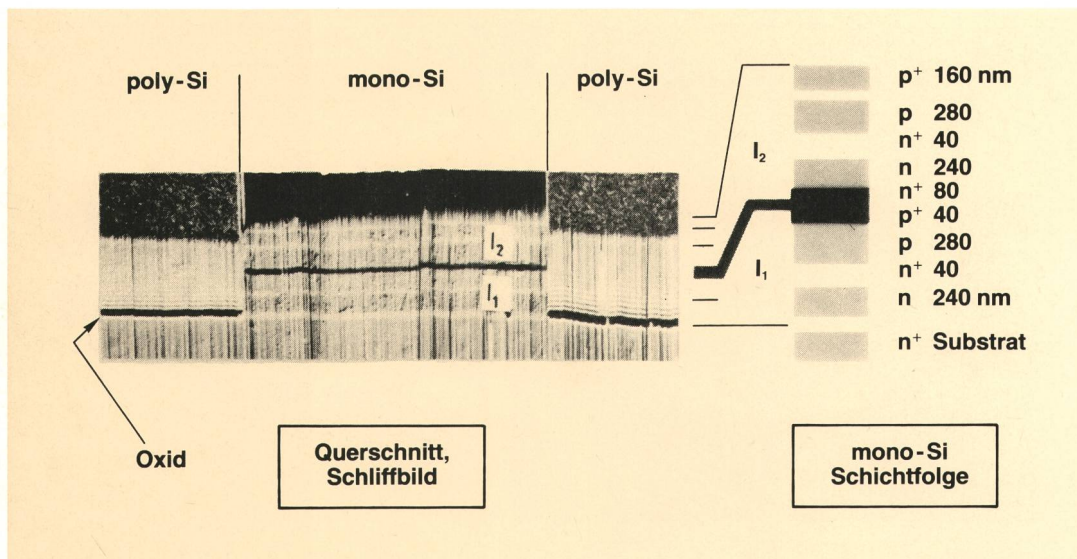 poly-Si
mono-Si
poly-Si
I₂
I₁
Oxid
Querschnitt,
Schliffbild
I₂
I₁
p⁺ 160 nm
p 280
n⁺ 40
n 240
n⁺ 80
p⁺ 40
p 280
n⁺ 40
n 240 nm
n⁺ Substrat
mono-Si
Schichtfolge